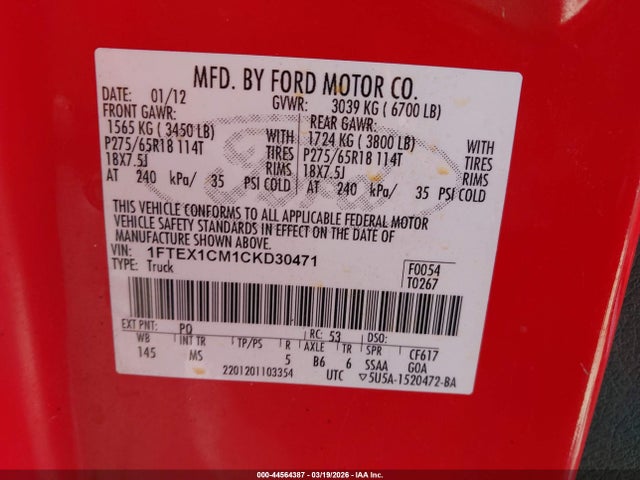 MFD. BY FORD MOTOR CO.
DATE: 01/12 GVWR: 3039 KG (6700 LB)
FRONT GAWR: REAR GAWR:
1565 KG (3450 LB) WITH 1724 KG (3800 LB) WITH
P275/65R18 114T TIRES P275/65R18 114T TIRES
18X7.5J RIMS 18X7.5J RIMS
AT 240 kPa/ 35 PSI COLD AT 240 kPa/ 35 PSI COLD
THIS VEHICLE CONFORMS TO ALL APPLICABLE FEDERAL MOTOR
VEHICLE SAFETY STANDARDS IN EFFECT ON THE DATE OF
MANUFACTURE SHOWN ABOVE.
VIN: 1FTEX1CM1CKD30471
TYPE: Truck
F0054
T0267
EXT PNT: PQ RC: 53 DSO:
WB INT TR TP/PS R AXLE TR SPR CF617
145 MS 5 B6 6 SSAA GOA
2201201103354 UTC ▽5U5A-1520472-BA
Ford
000-44564387 - 03/19/2026 - IAA Inc.